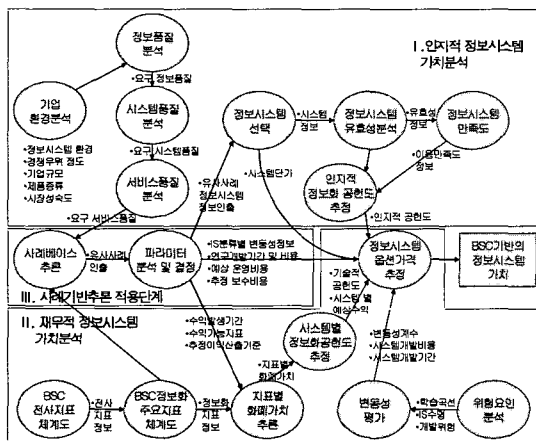 정보품질
분석
I.인지적 정보시스템
가치분석
•요구 정보품질
기업
환경분석
시스템품질
분석
정보시스템
선택
•시스템
정보
정보시스템
유효성분석
•유효성
정보
정보시스템
만족도
•정보시스템 환경
•경쟁우위 정도
•기업규모
•제품종류
•시장성숙도
•요구 시스템품질
서비스품질
분석
•유사사례
정보시스템
정보인출
•시스템단가
인지적
정보화 공헌도
추정
•이용만족도
정보
•요구 서비스품질
•인지적 공헌도
사례베이스
추론
•유사사례
인출
파라미터
분석 및 결정
•IS분류별 변동성정보
•연구개발기간 및 비용
•예상 운영비용
•추정 보수비용
정보시스템
옵션가격
추정
BSC기반의
정보시스템
가치
III. 사례기반추론 적용단계
•기술적
공헌도
•시스템 별
예상수익
II. 재무적 정보시스템
가치분석
•수익발생기간
•수익가능지표
•추정이익산출기준
시스템별
정보화공헌도
추정
•지표별
화폐가치
•변동성계수
•시스템개발비용
•시스템개발기간
BSC
전사지표
체계도
•전사
지표
정보
BSC정보화
주요지표
체계도
•정보화
지표
정보
지표별
화폐가치
추론
변동성
평가
•학습곡선
•IS수명
•개발위험
위험요인
분석